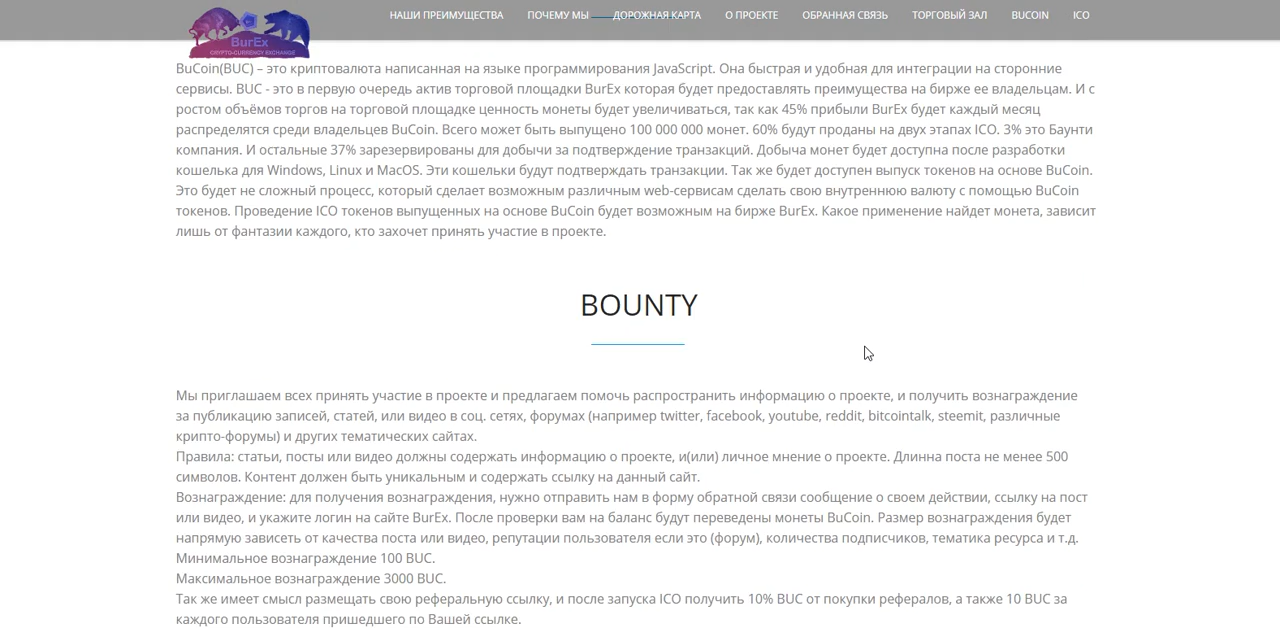 НАШИ ПРЕИМУЩЕСТВА ПОЧЕМУ МЫ ДОРОЖНАЯ КАРТА О ПРОЕКТЕ ОБРАННАЯ СВЯЗЬ ТОРГОВЫЙ ЗАЛ BUCOIN ICO
BurEx
CRYPTO-CURRENCY EXCHANGE
BuCoin(BUC) – это криптовалюта написанная на языке программирования JavaScript. Она быстрая и удобная для интеграции на сторонние
сервисы. BUC - это в первую очередь актив торговой площадки BurEx которая будет предоставлять преимущества на бирже ее владельцам. И с
ростом объёмов торгов на торговой площадке ценность монеты будет увеличиваться, так как 45% прибыли BurEx будет каждый месяц
распределятся среди владельцев BuCoin. Всего может быть выпущено 100 000 000 монет. 60% будут проданы на двух этапах ICO. 3% это Баунти
компания. И остальные 37% зарезервированы для добычи за подтверждение транзакций. Добыча монет будет доступна после разработки
кошелька для Windows, Linux и MacOS. Эти кошельки будут подтверждать транзакции. Так же будет доступен выпуск токенов на основе BuCoin.
Это будет не сложный процесс, который сделает возможным различным web-сервисам сделать свою внутреннюю валюту с помощью BuCoin
токенов. Проведение ICO токенов выпущенных на основе BuCoin будет возможным на бирже BurEx. Какое применение найдет монета, зависит
лишь от фантазии каждого, кто захочет принять участие в проекте.
BOUNTY
Мы приглашаем всех принять участие в проекте и предлагаем помочь распространить информацию о проекте, и получить вознаграждение
за публикацию записей, статей, или видео в соц. сетях, форумах (например twitter, facebook, youtube, reddit, bitcointalk, steemit, различные
крипто-форумы) и других тематических сайтах.
Правила: статьи, посты или видео должны содержать информацию о проекте, и(или) личное мнение о проекте. Длинна поста не менее 500
символов. Контент должен быть уникальным и содержать ссылку на данный сайт.
Вознаграждение: для получения вознаграждения, нужно отправить нам в форму обратной связи сообщение о своем действии, ссылку на пост
или видео, и укажите логин на сайте BurEx. После проверки вам на баланс будут переведены монеты BuCoin. Размер вознаграждения будет
напрямую зависеть от качества поста или видео, репутации пользователя если это (форум), количества подписчиков, тематика ресурса и т.д.
Минимальное вознаграждение 100 BUC.
Максимальное вознаграждение 3000 BUC.
Так же имеет смысл размещать свою реферальную ссылку, и после запуска ICO получить 10% BUC от покупки рефералов, а также 10 BUC за
каждого пользователя пришедшего по Вашей ссылке.